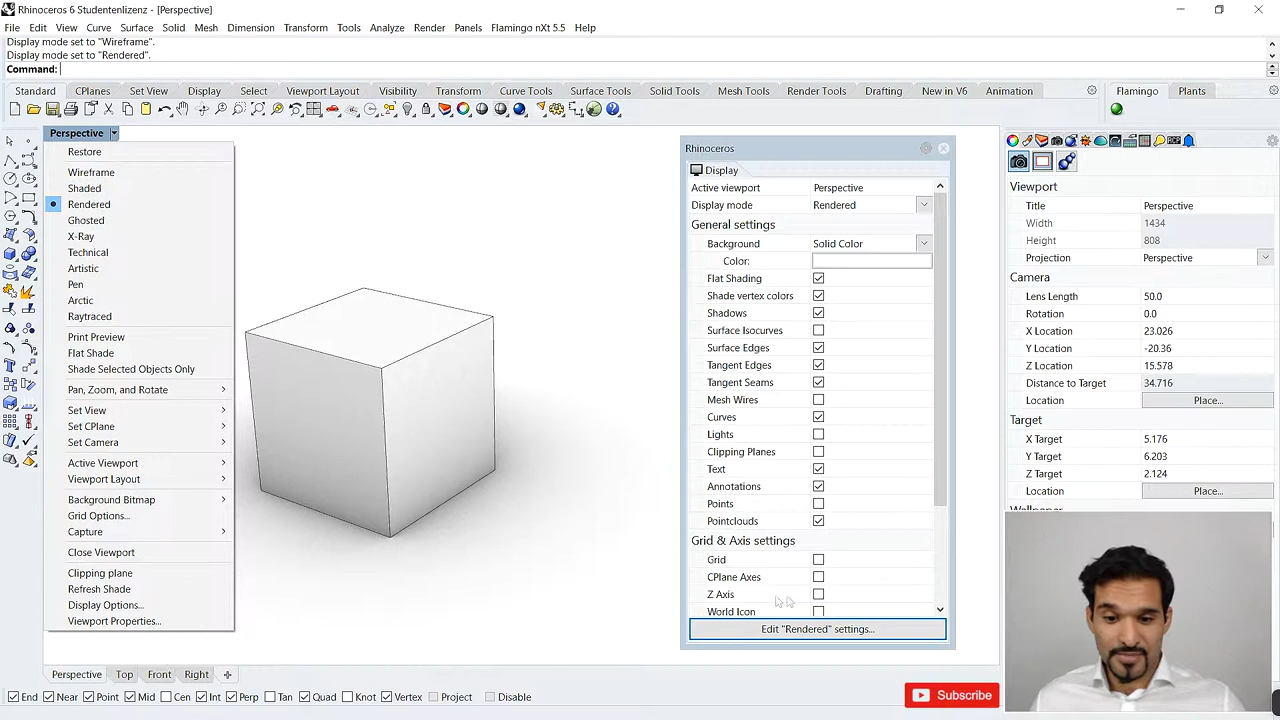 Rhinoceros 6 Studentenlizenz - [Perspective]
File Edit View Curve Surface Solid Mesh Dimension Transform Tools Analyze Render Panels Flamingo nXt 5.5 Help
Display mode set to "Wireframe".
Display mode set to "Rendered".
Command:
Standard CPlanes Set View Display Select Viewport Layout Visibility Transform Curve Tools Surface Tools Solid Tools Mesh Tools Render Tools Drafting New in V6 Animation Flamingo Plants
Perspective
Restore
Wireframe
Shaded
Rendered
Ghosted
X-Ray
Technical
Artistic
Pen
Arctic
Raytraced
Print Preview
Flat Shade
Shade Selected Objects Only
Pan, Zoom, and Rotate
Set View
Set CPlane
Set Camera
Active Viewport
Viewport Layout
Background Bitmap
Grid Options...
Capture
Close Viewport
Clipping plane
Refresh Shade
Display Options...
Viewport Properties...
Rhinoceros
Display
Active viewport Perspective
Display mode Rendered
General settings
Background Solid Color
Color:
Flat Shading
Shade vertex colors
Shadows
Surface Isocurves
Surface Edges
Tangent Edges
Tangent Seams
Mesh Wires
Curves
Lights
Clipping Planes
Text
Annotations
Points
Pointclouds
Grid & Axis settings
Grid
CPlane Axes
Z Axis
World Icon
Edit "Rendered" settings...
Viewport
Title Perspective
Width 1434
Height 808
Projection Perspective
Camera
Lens Length 50.0
Rotation 0.0
X Location 23.026
Y Location -20.36
Z Location 15.578
Distance to Target 34.716
Location Place...
Target
X Target 5.176
Y Target 6.203
Z Target 2.124
Location Place...
Wallpaper
Subscribe
Perspective Top Front Right
End Near Point Mid Cen Int Perp Tan Quad Knot Vertex Project Disable